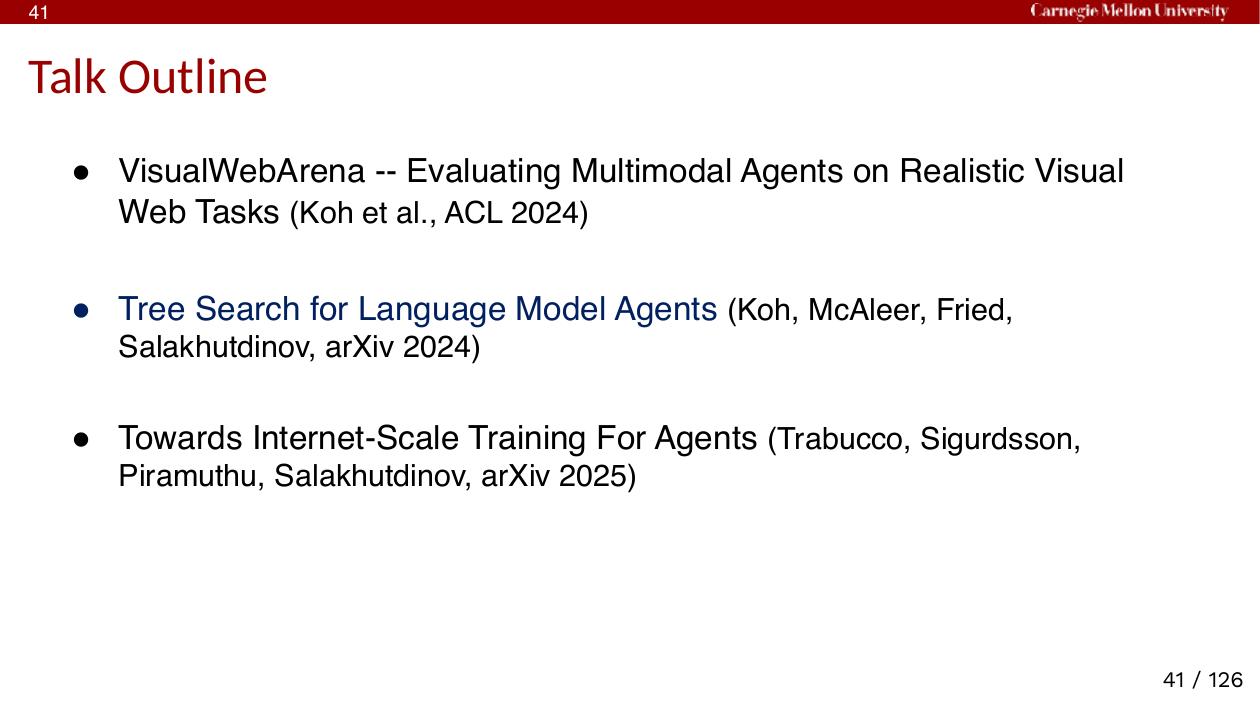 41
Carnegie Mellon University
Talk Outline
● VisualWebArena -- Evaluating Multimodal Agents on Realistic Visual
Web Tasks (Koh et al., ACL 2024)
● Tree Search for Language Model Agents (Koh, McAleer, Fried,
Salakhutdinov, arXiv 2024)
● Towards Internet-Scale Training For Agents (Trabucco, Sigurdsson,
Piramuthu, Salakhutdinov, arXiv 2025)
41 / 126